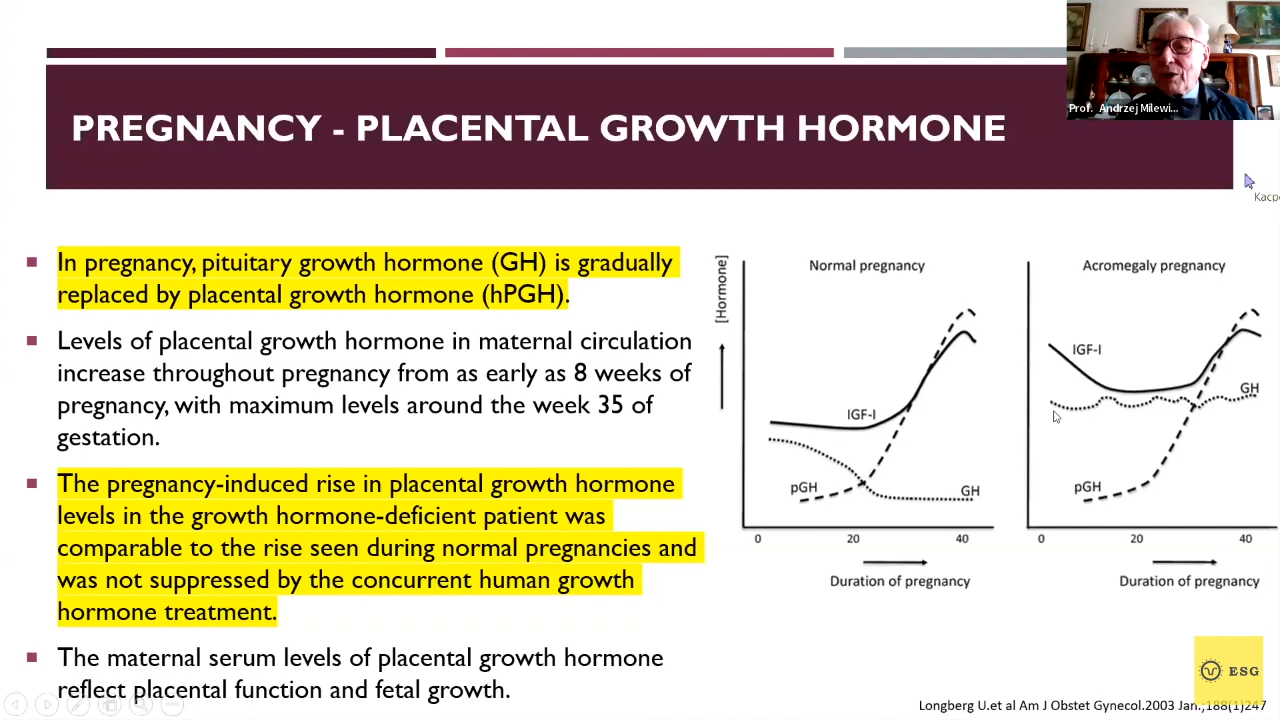 Prof. Andrzej Milewi...
PREGNANCY - PLACENTAL GROWTH HORMONE
In pregnancy, pituitary growth hormone (GH) is gradually
replaced by placental growth hormone (hPGH).
Levels of placental growth hormone in maternal circulation
increase throughout pregnancy from as early as 8 weeks of
pregnancy, with maximum levels around the week 35 of
gestation.
The pregnancy-induced rise in placental growth hormone
levels in the growth hormone-deficient patient was
comparable to the rise seen during normal pregnancies and
was not suppressed by the concurrent human growth
hormone treatment.
The maternal serum levels of placental growth hormone
reflect placental function and fetal growth.
[Hormone]
Normal pregnancy
IGF-I
pGH
GH
0 20 40
Duration of pregnancy
Acromegaly pregnancy
IGF-I
GH
pGH
0 20 40
Duration of pregnancy
Kacpe
ESG
Longberg U.et al Am J Obstet Gynecol.2003 Jan.,188(1)247